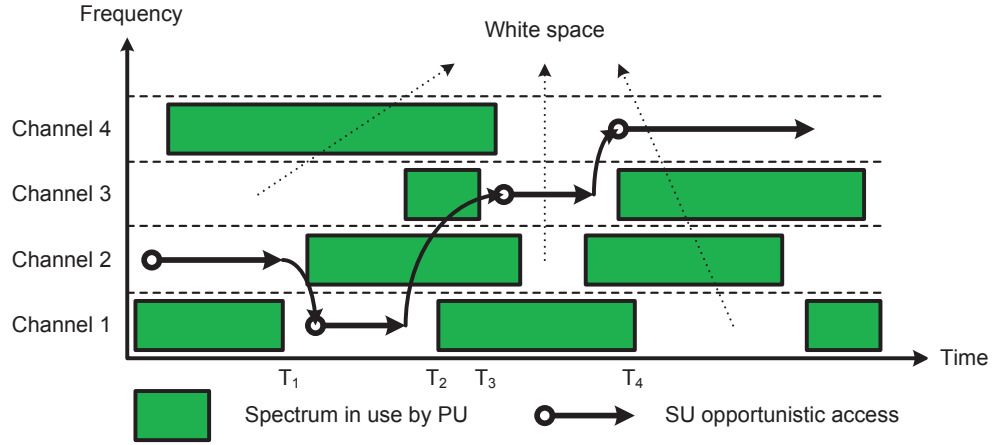 Frequency
White space
Channel 4
Channel 3
Channel 2
Channel 1
Time
T1 T2 T3 T4
Spectrum in use by PU SU opportunistic access